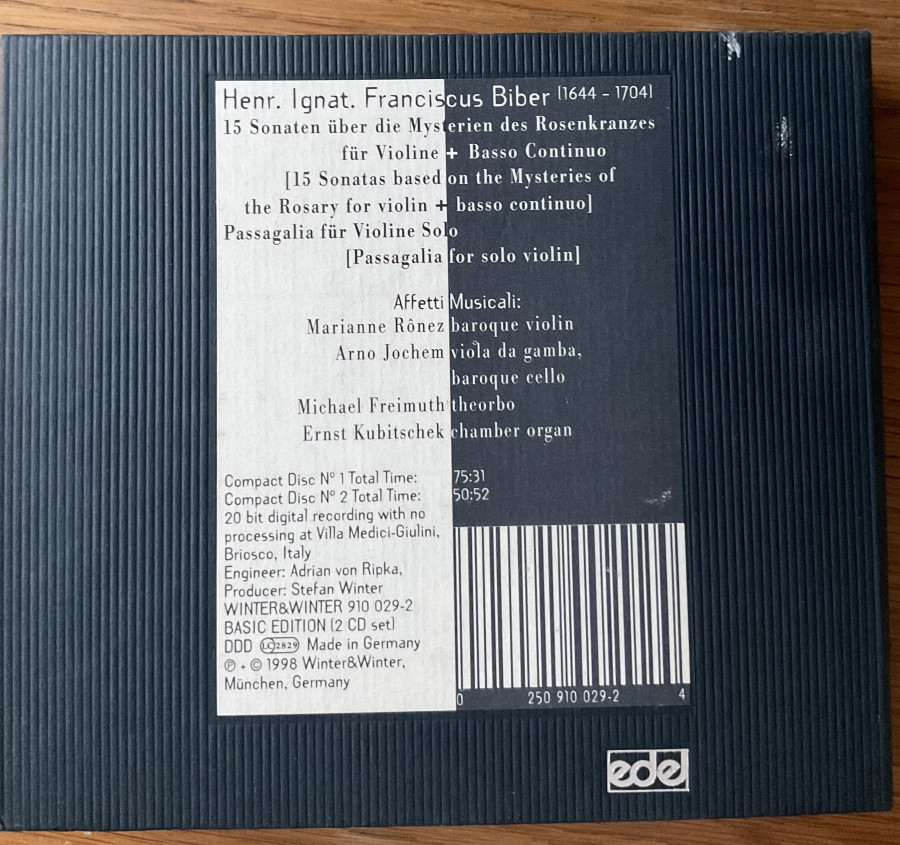 Henr. Ignat. Franciscus Biber (1644 – 1704)
15 Sonaten über die Mysterien des Rosenkranzes
für Violine + Basso Continuo
[15 Sonatas based on the Mysteries of
the Rosary for violin + basso continuo]
Passagalia für Violine Solo
[Passagalia for solo violin]
Affetti Musicali:
Marianne Rônez baroque violin
Arno Jochem viola da gamba,
baroque cello
Michael Freimuth theorbo
Ernst Kubitschek chamber organ
Compact Disc Nº 1 Total Time: 75:31
Compact Disc Nº 2 Total Time: 50:52
20 bit digital recording with no
processing at Villa Medici-Giulini,
Briosco, Italy
Engineer: Adrian von Ripka,
Producer: Stefan Winter
WINTER&WINTER 910 029-2
BASIC EDITION (2 CD set)
DDD LC2829 Made in Germany
℗ + © 1998 Winter&Winter,
München, Germany
0 250 910 029-2 4
edel